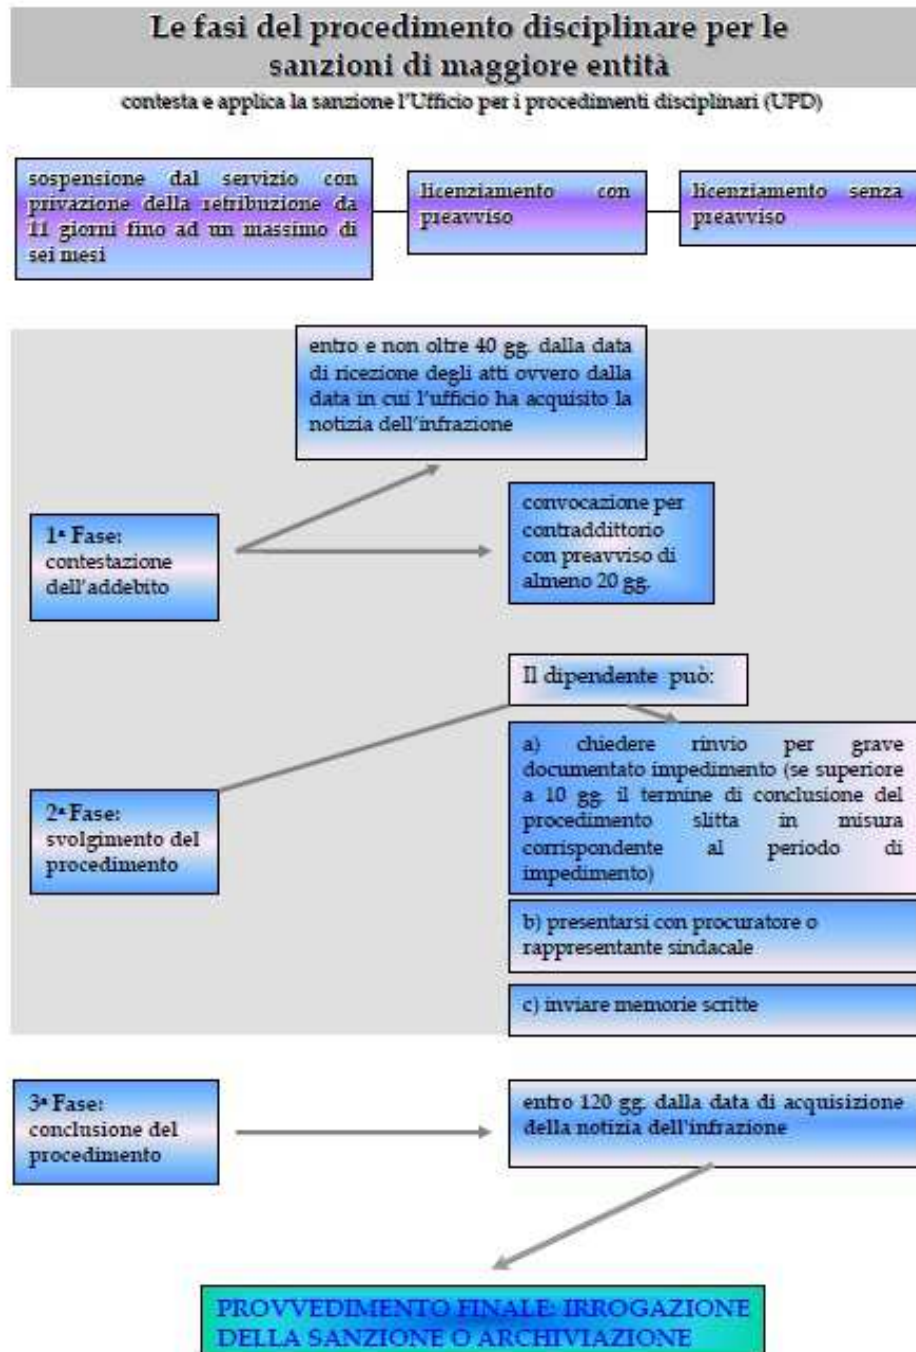 Le fasi del procedimento disciplinare per le
sanzioni di maggiore entità
contesta e applica la sanzione l'Ufficio per i procedimenti disciplinari (UPD)
sospensione dal servizio con
privazione della retribuzione da
11 giorni fino ad un massimo di
sei mesi
licenziamento con
preavviso
licenziamento senza
preavviso
entro e non oltre 40 gg. dalla data
di ricezione degli atti ovvero dalla
data in cui l'ufficio ha acquisito la
notizia dell'infrazione
1ª Fase:
contestazione
dell'addebito
convocazione per
contraddittorio
con preavviso di
almeno 20 gg.
Il dipendente può:
a) chiedere rinvio per grave
documentato impedimento (se superiore
a 10 gg. il termine di conclusione del
procedimento slitta in misura
corrispondente al periodo di
impedimento)
2ª Fase:
svolgimento del
procedimento
b) presentarsi con procuratore o
rappresentante sindacale
c) inviare memorie scritte
3ª Fase:
conclusione del
procedimento
entro 120 gg. dalla data di acquisizione
della notizia dell'infrazione
PROVVEDIMENTO FINALE: IRROGAZIONE
DELLA SANZIONE O ARCHIVIAZIONE